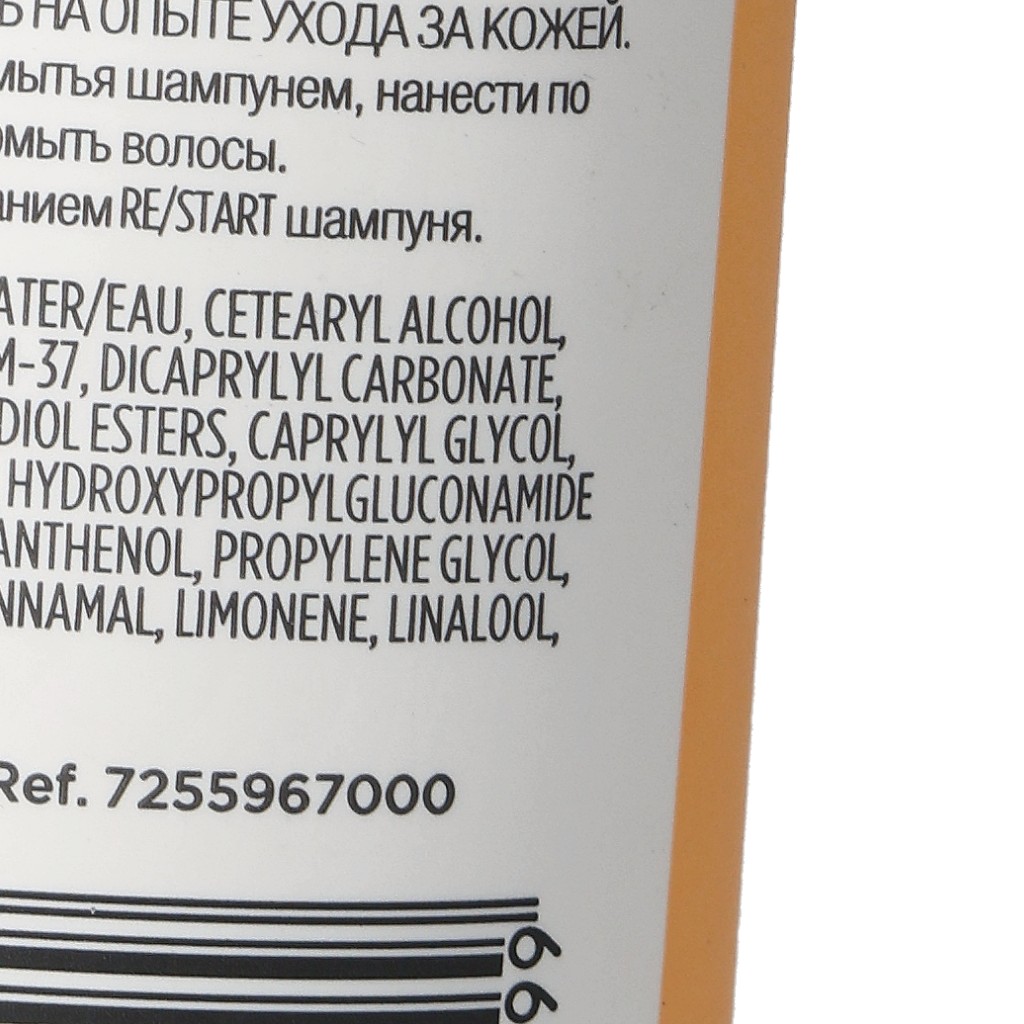 НА ОПЫТЕ УХОДА ЗА КОЖЕЙ.
мытья шампунем, нанести по
омыть волосы.
анием RE/START шампуня.
ATER/EAU, CETEARYL ALCOHOL,
M-37, DICAPRYLYL CARBONATE,
DIOL ESTERS, CAPRYLYL GLYCOL,
HYDROXYPROPYLGLUCONAMIDE
ANTHENOL, PROPYLENE GLYCOL,
NNAMAL, LIMONENE, LINALOOL,
Ref. 7255967000
66